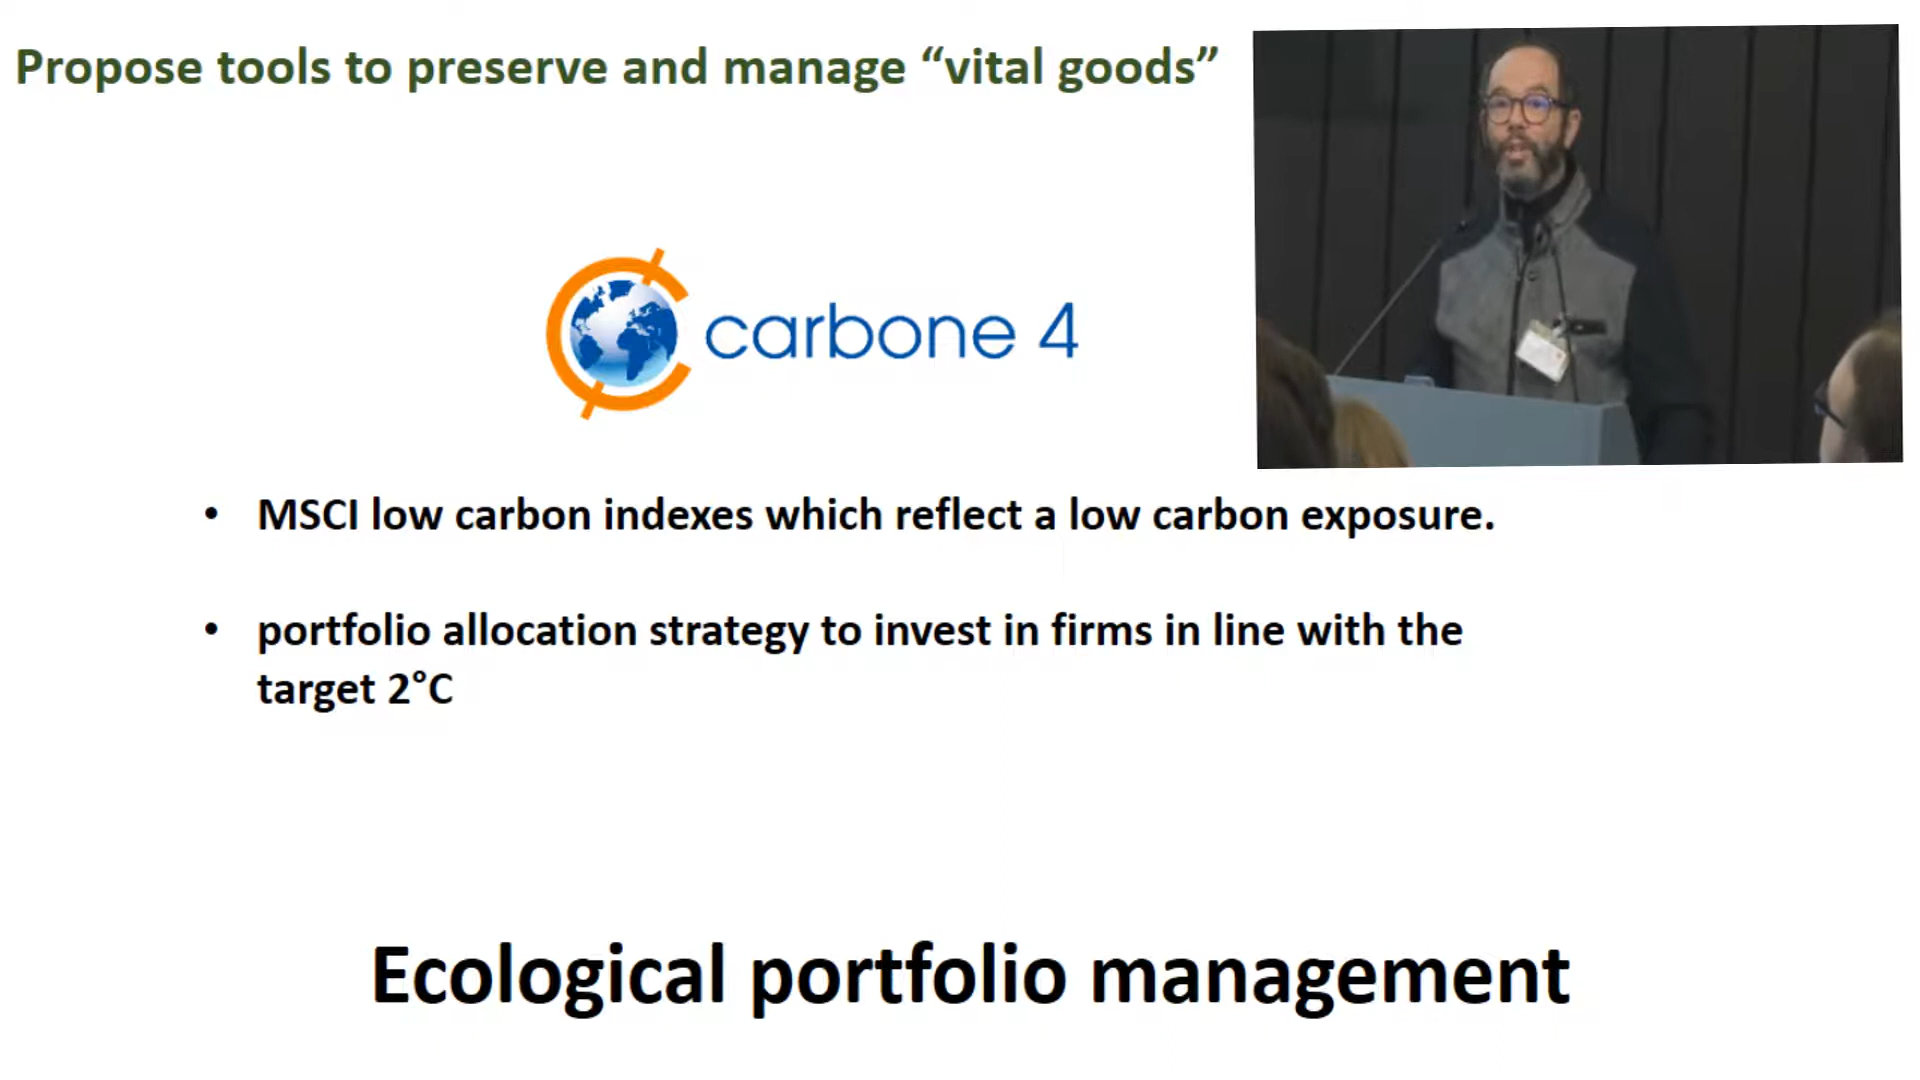 Propose tools to preserve and manage “vital goods”
carbone 4
• MSCI low carbon indexes which reflect a low carbon exposure.
• portfolio allocation strategy to invest in firms in line with the
target 2°C
Ecological portfolio management